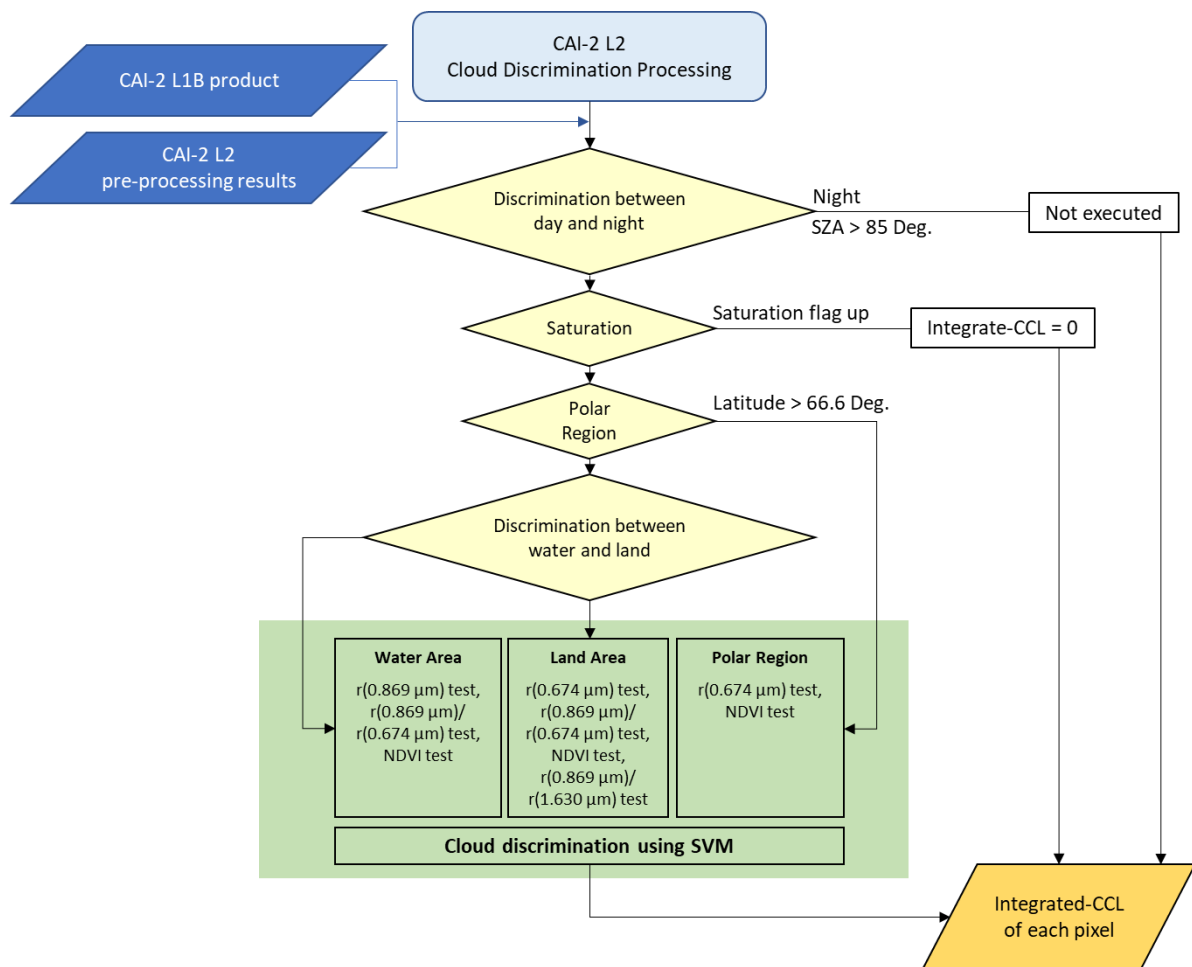 CAI-2 L2
Cloud Discrimination Processing
CAI-2 L1B product
CAI-2 L2
pre-processing results
Discrimination between
day and night
Night
SZA > 85 Deg.
Not executed
Saturation
Saturation flag up
Integrate-CCL = 0
Polar
Region
Latitude > 66.6 Deg.
Discrimination between
water and land
Water Area
r(0.869 μm) test,
r(0.869 μm)/
r(0.674 μm) test,
NDVI test
Land Area
r(0.674 μm) test,
r(0.869 μm)/
r(0.674 μm) test,
NDVI test,
r(0.869 μm)/
r(1.630 μm) test
Polar Region
r(0.674 μm) test,
NDVI test
Cloud discrimination using SVM
Integrated-CCL
of each pixel